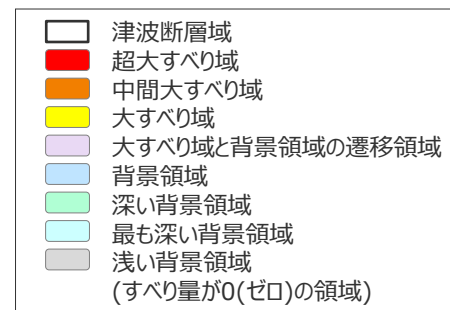 津波断層域
超大すべり域
中間大すべり域
大すべり域
大すべり域と背景領域の遷移領域
背景領域
深い背景領域
最も深い背景領域
浅い背景領域
(すべり量が0(ゼロ)の領域)